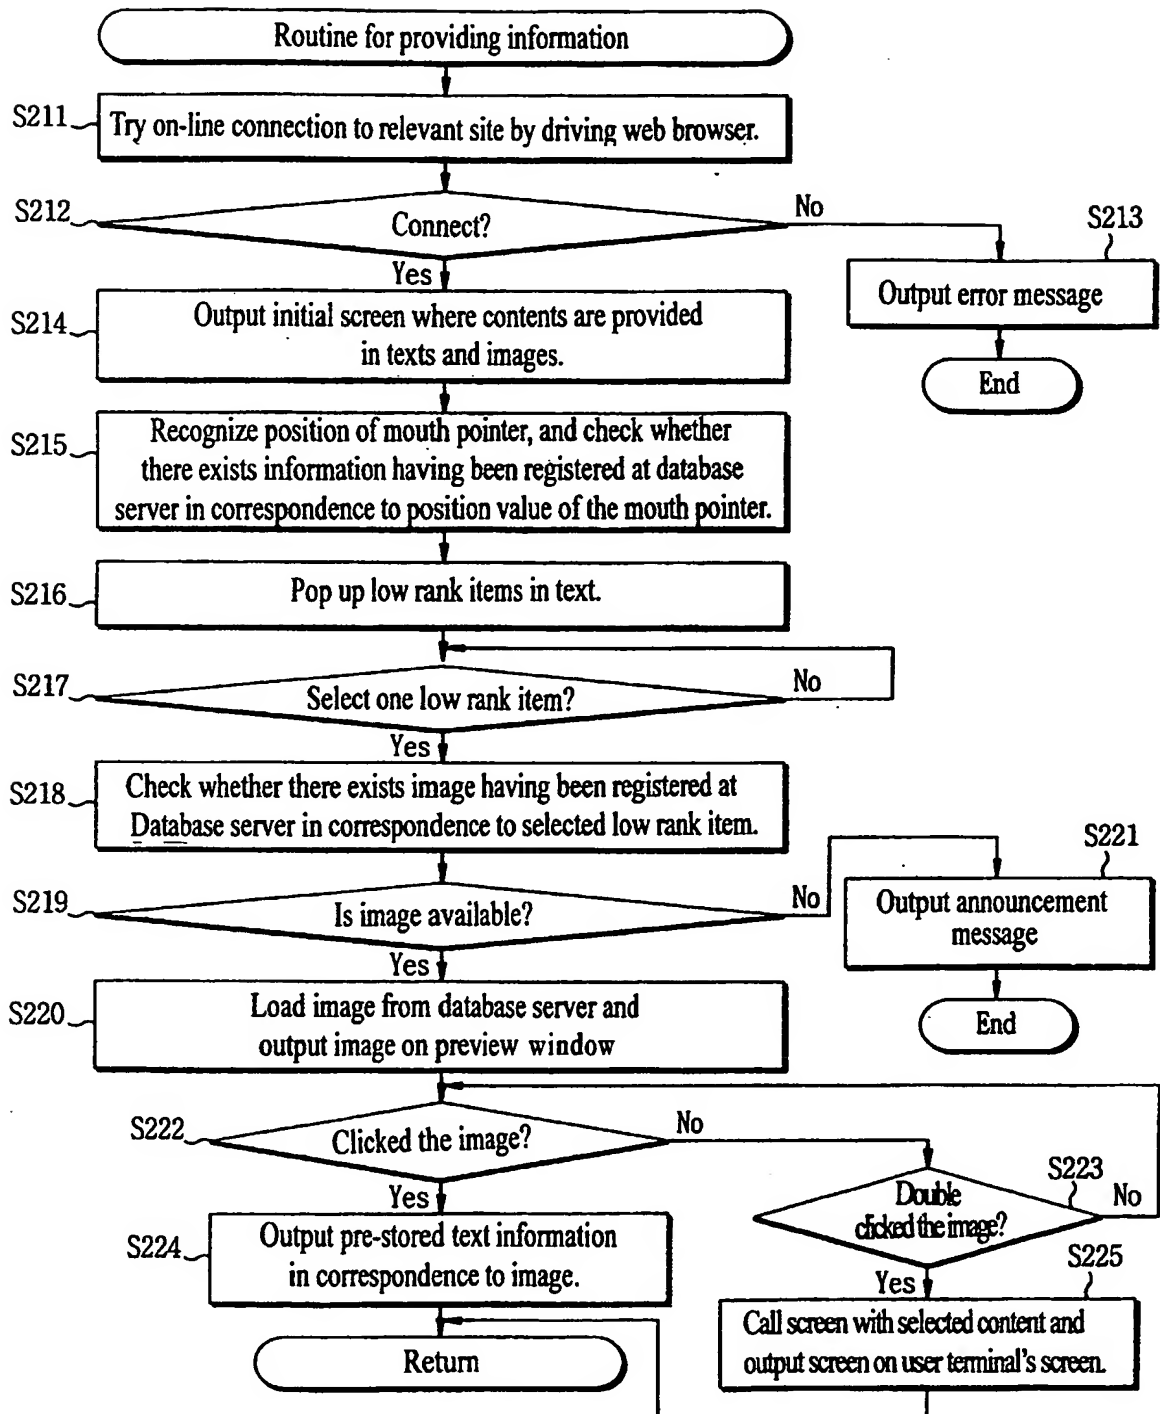 Routine for providing information
S211
Try on-line connection to relevant site by driving web browser.
S212
Connect?
No
S213
Output error message
End
Yes
S214
Output initial screen where contents are provided
in texts and images.
S215
Recognize position of mouth pointer, and check whether
there exists information having been registered at database
server in correspondence to position value of the mouth pointer.
S216
Pop up low rank items in text.
S217
Select one low rank item?
No
Yes
S218
Check whether there exists image having been registered at
Database server in correspondence to selected low rank item.
S219
Is image available?
No
S221
Output announcement
message
End
Yes
S220
Load image from database server and
output image on preview window
S222
Clicked the image?
No
S223
Double
clicked the image?
No
Yes
S224
Output pre-stored text information
in correspondence to image.
Yes
S225
Call screen with selected content and
output screen on user terminal's screen.
Return